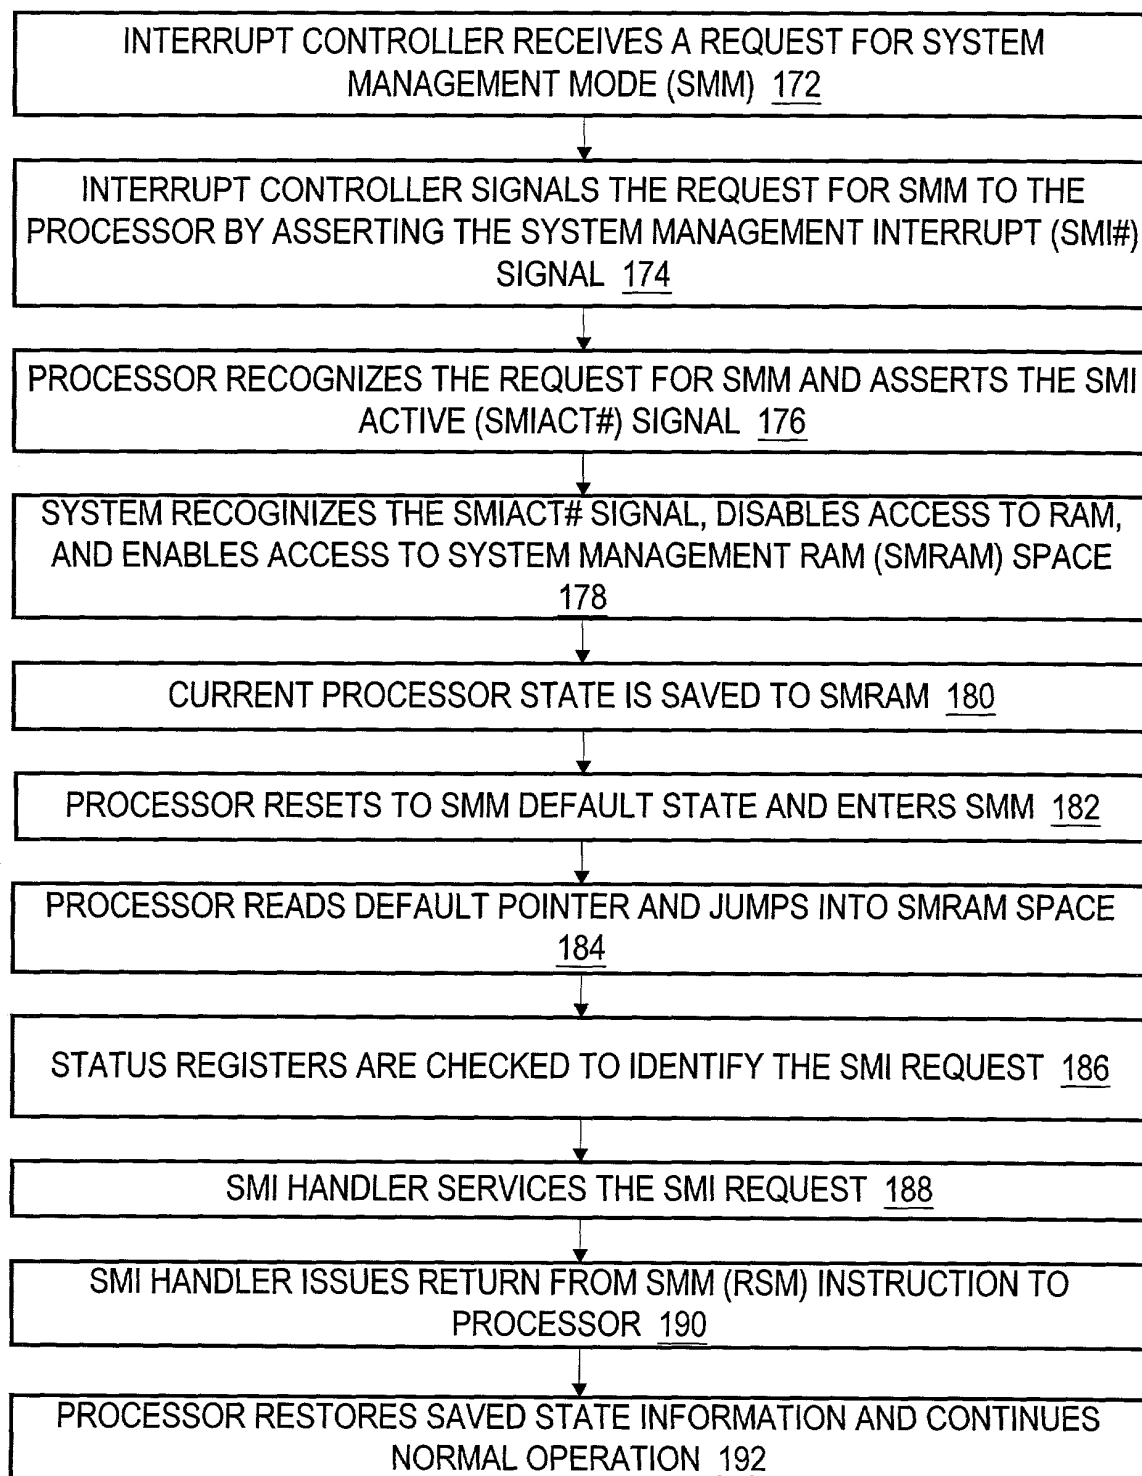 INTERRUPT CONTROLLER RECEIVES A REQUEST FOR SYSTEM
MANAGEMENT MODE (SMM) 172
INTERRUPT CONTROLLER SIGNALS THE REQUEST FOR SMM TO THE
PROCESSOR BY ASSERTING THE SYSTEM MANAGEMENT INTERRUPT (SMI#)
SIGNAL 174
PROCESSOR RECOGNIZES THE REQUEST FOR SMM AND ASSERTS THE SMI
ACTIVE (SMIACT#) SIGNAL 176
SYSTEM RECOGINIZES THE SMIACT# SIGNAL, DISABLES ACCESS TO RAM,
AND ENABLES ACCESS TO SYSTEM MANAGEMENT RAM (SMRAM) SPACE
178
CURRENT PROCESSOR STATE IS SAVED TO SMRAM 180
PROCESSOR RESETS TO SMM DEFAULT STATE AND ENTERS SMM 182
PROCESSOR READS DEFAULT POINTER AND JUMPS INTO SMRAM SPACE
184
STATUS REGISTERS ARE CHECKED TO IDENTIFY THE SMI REQUEST 186
SMI HANDLER SERVICES THE SMI REQUEST 188
SMI HANDLER ISSUES RETURN FROM SMM (RSM) INSTRUCTION TO
PROCESSOR 190
PROCESSOR RESTORES SAVED STATE INFORMATION AND CONTINUES
NORMAL OPERATION 192